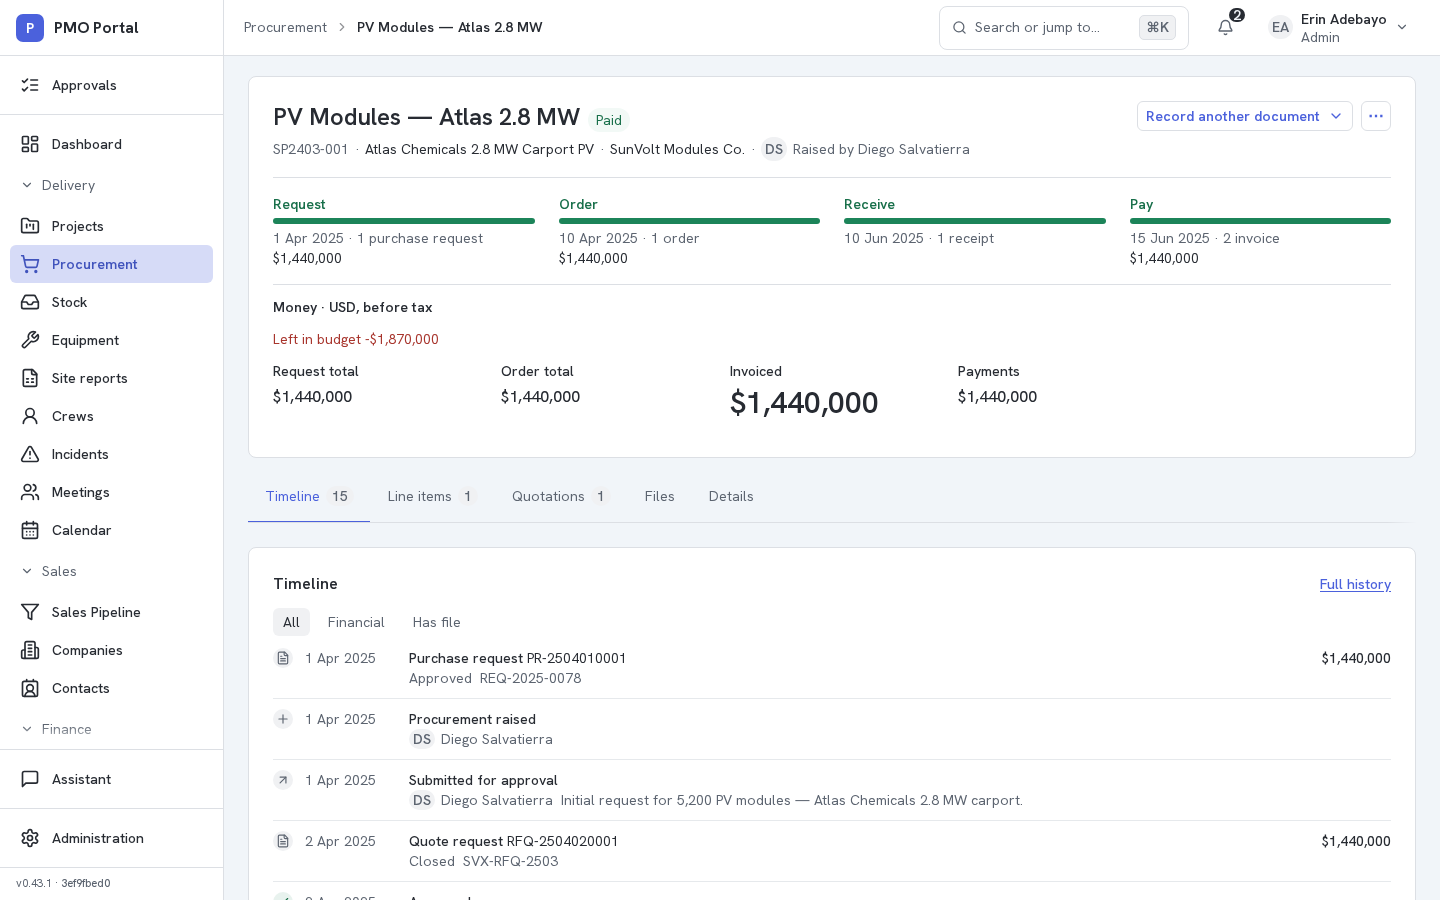 P PMO Portal
Procurement > PV Modules — Atlas 2.8 MW
Search or jump to... ⌘K
2
EA Erin Adebayo
Admin
Approvals
Dashboard
Delivery
Projects
Procurement
Stock
Equipment
Site reports
Crews
Incidents
Meetings
Calendar
Sales
Sales Pipeline
Companies
Contacts
Finance
Assistant
Administration
v0.43.1 · 3ef9fbed0
PV Modules — Atlas 2.8 MW Paid
Record another document
SP2403-001 · Atlas Chemicals 2.8 MW Carport PV · SunVolt Modules Co. · DS Raised by Diego Salvatierra
Request
1 Apr 2025 · 1 purchase request
$1,440,000
Order
10 Apr 2025 · 1 order
$1,440,000
Receive
10 Jun 2025 · 1 receipt
Pay
15 Jun 2025 · 2 invoice
$1,440,000
Money · USD, before tax
Left in budget -$1,870,000
Request total
$1,440,000
Order total
$1,440,000
Invoiced
$1,440,000
Payments
$1,440,000
Timeline 15
Line items 1
Quotations 1
Files
Details
Timeline
Full history
All Financial Has file
1 Apr 2025 Purchase request PR-2504010001 $1,440,000
Approved REQ-2025-0078
1 Apr 2025 Procurement raised
DS Diego Salvatierra
1 Apr 2025 Submitted for approval
DS Diego Salvatierra Initial request for 5,200 PV modules — Atlas Chemicals 2.8 MW carport.
2 Apr 2025 Quote request RFQ-2504020001 $1,440,000
Closed SVX-RFQ-2503